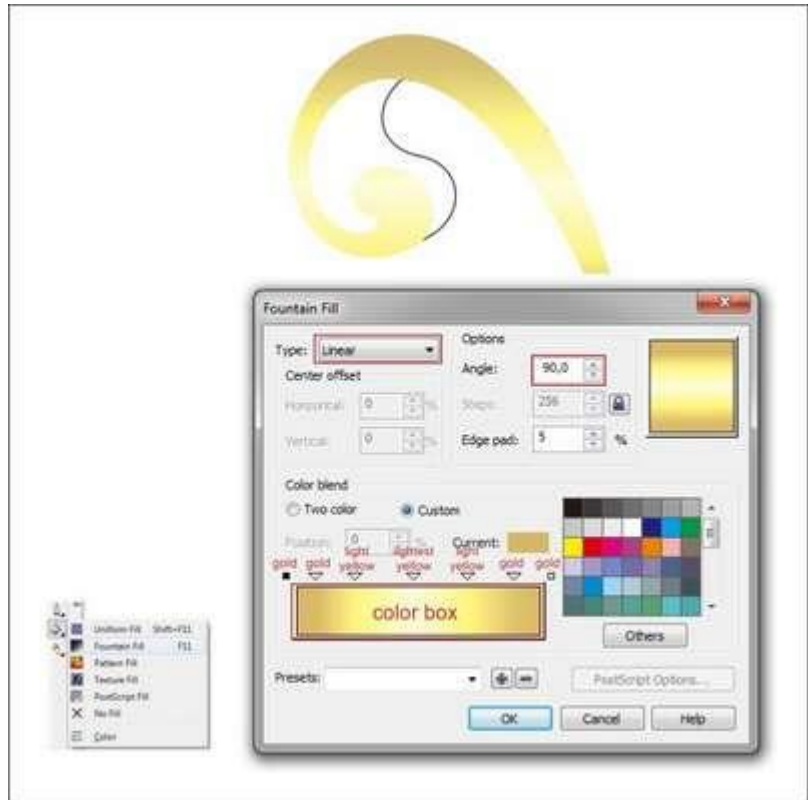 Fountain Fill
Type: Linear
Options
Center offset
Angle: 90,0
Horizontal: 0 %
Steps: 256
Vertical: 0 %
Edge pad: 5 %
Color blend
Two color Custom
Position: 0 % Current:
gold gold light yellow lightest yellow light yellow gold gold
color box
Others
Presets:
PostScript Options...
OK Cancel Help
Uniform Fill Shift+F11
Fountain Fill F11
Pattern Fill
Texture Fill
PostScript Fill
No Fill
Color